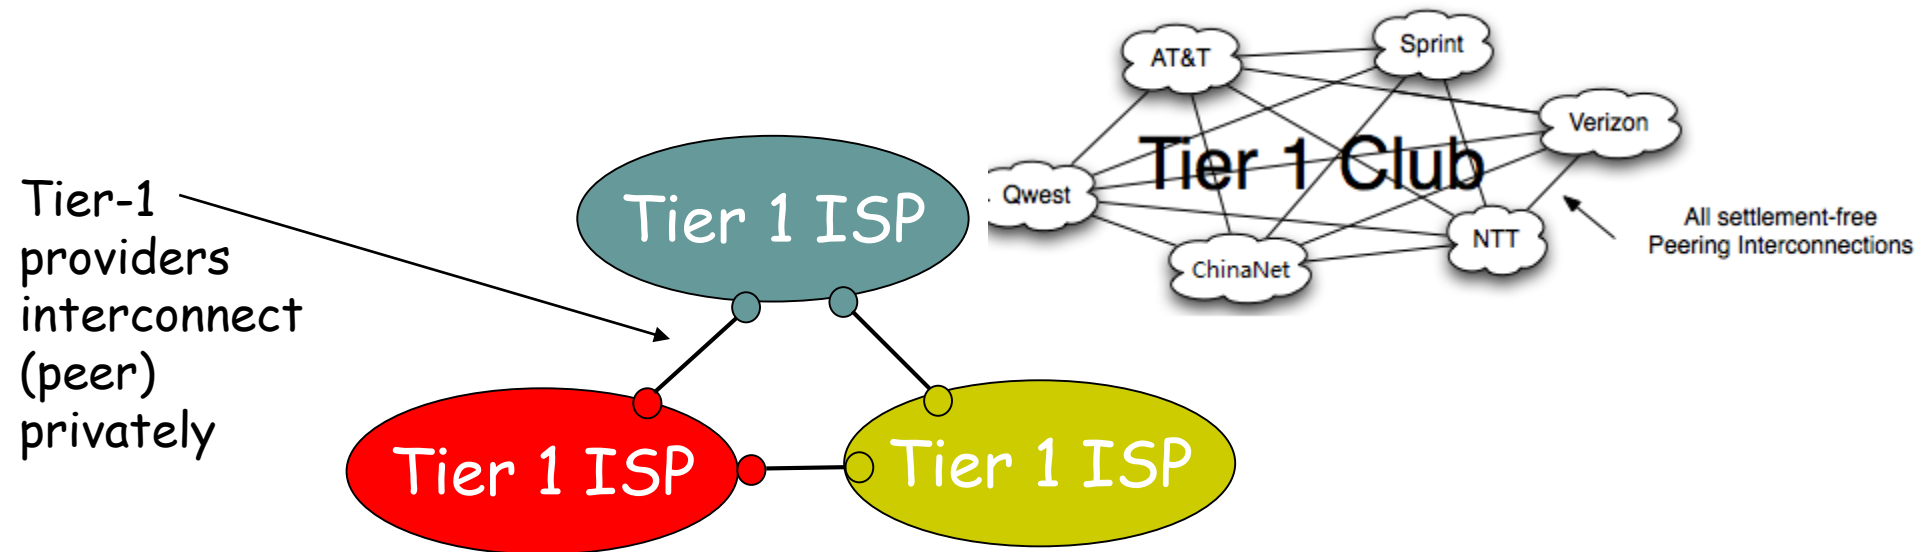 Tier-1
providers
interconnect
(peer)
privately
Tier 1 ISP
Tier 1 ISP
Tier 1 ISP
AT&T
Sprint
Verizon
Tier 1 Club
Qwest
NTT
ChinaNet
All settlement-free
Peering Interconnections